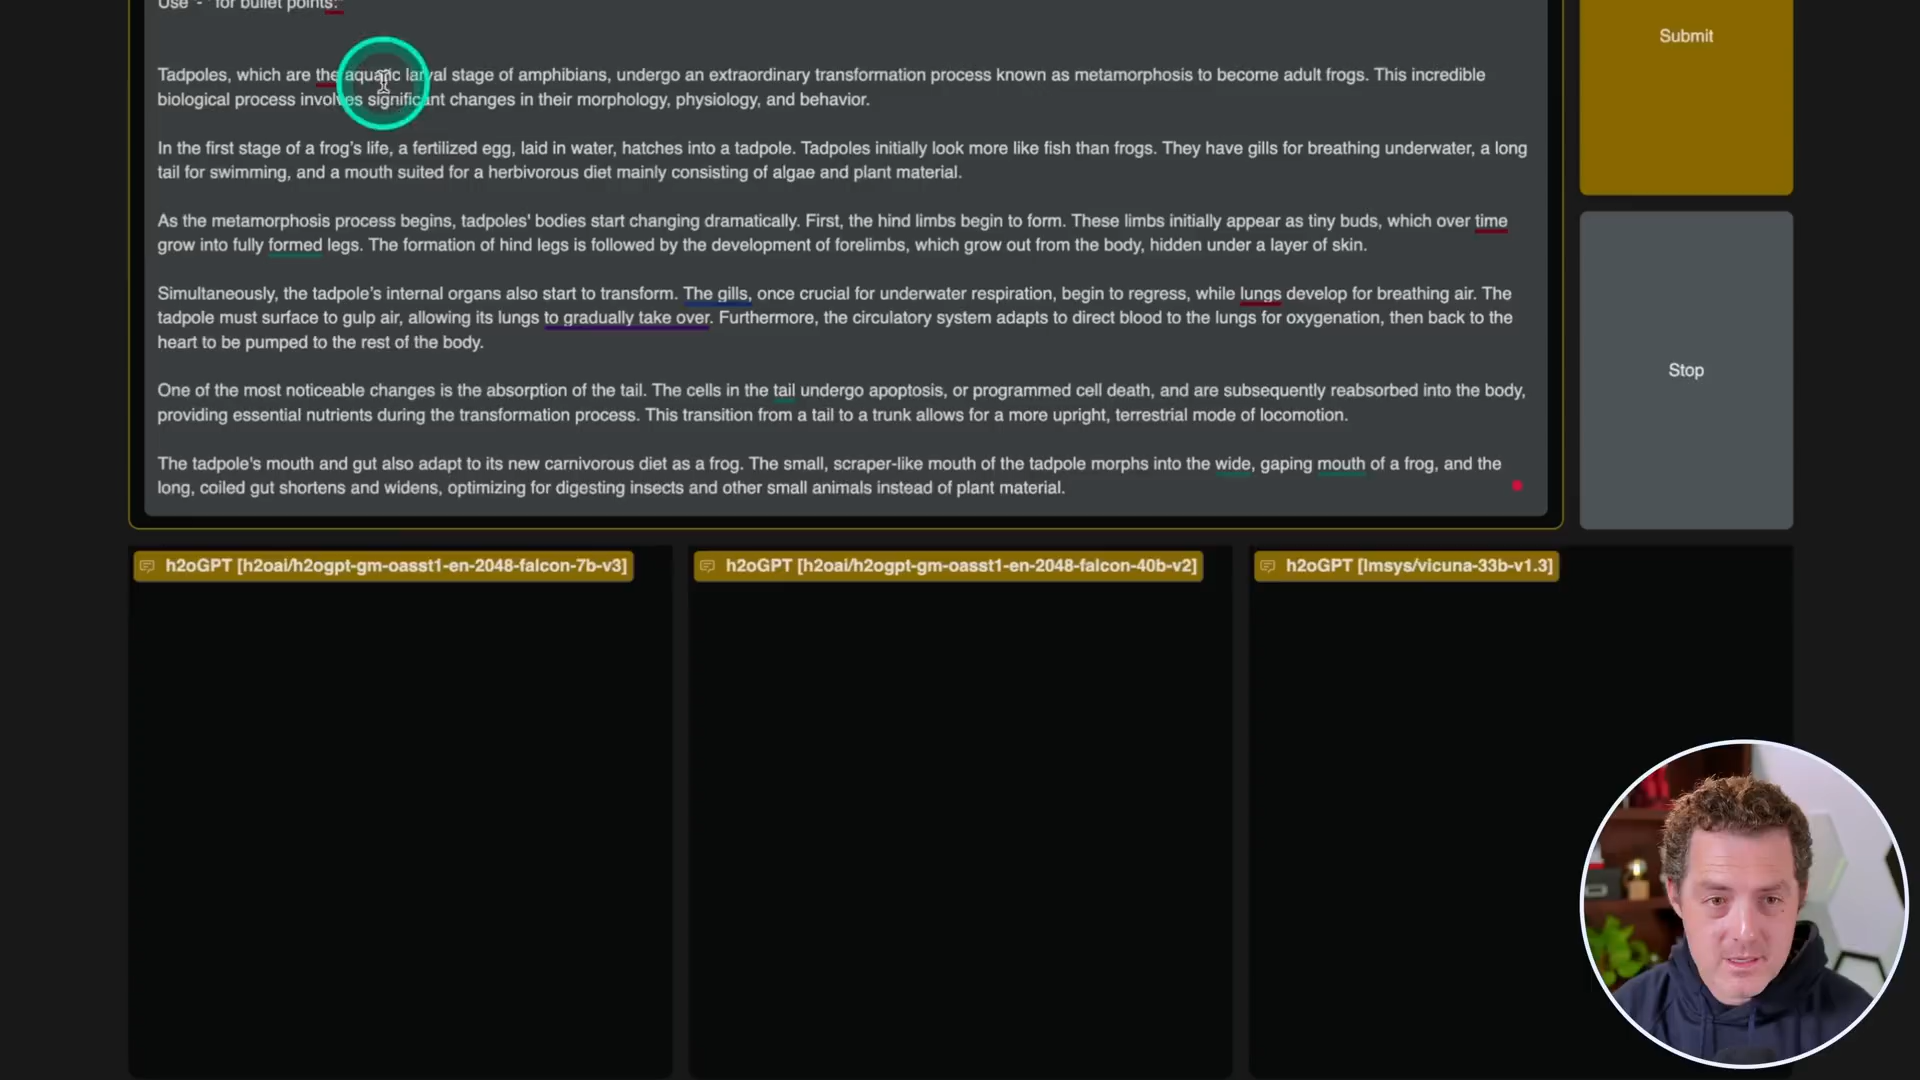 Use '-' for bullet points:"
Submit
Tadpoles, which are the aquatic larval stage of amphibians, undergo an extraordinary transformation process known as metamorphosis to become adult frogs. This incredible
biological process involves significant changes in their morphology, physiology, and behavior.
In the first stage of a frog’s life, a fertilized egg, laid in water, hatches into a tadpole. Tadpoles initially look more like fish than frogs. They have gills for breathing underwater, a long
tail for swimming, and a mouth suited for a herbivorous diet mainly consisting of algae and plant material.
As the metamorphosis process begins, tadpoles' bodies start changing dramatically. First, the hind limbs begin to form. These limbs initially appear as tiny buds, which over time
grow into fully formed legs. The formation of hind legs is followed by the development of forelimbs, which grow out from the body, hidden under a layer of skin.
Simultaneously, the tadpole’s internal organs also start to transform. The gills, once crucial for underwater respiration, begin to regress, while lungs develop for breathing air. The
tadpole must surface to gulp air, allowing its lungs to gradually take over. Furthermore, the circulatory system adapts to direct blood to the lungs for oxygenation, then back to the
heart to be pumped to the rest of the body.
Stop
One of the most noticeable changes is the absorption of the tail. The cells in the tail undergo apoptosis, or programmed cell death, and are subsequently reabsorbed into the body,
providing essential nutrients during the transformation process. This transition from a tail to a trunk allows for a more upright, terrestrial mode of locomotion.
The tadpole's mouth and gut also adapt to its new carnivorous diet as a frog. The small, scraper-like mouth of the tadpole morphs into the wide, gaping mouth of a frog, and the
long, coiled gut shortens and widens, optimizing for digesting insects and other small animals instead of plant material.
h2oGPT [h2oai/h2ogpt-gm-oasst1-en-2048-falcon-7b-v3]
h2oGPT [h2oai/h2ogpt-gm-oasst1-en-2048-falcon-40b-v2]
h2oGPT [lmsys/vicuna-33b-v1.3]